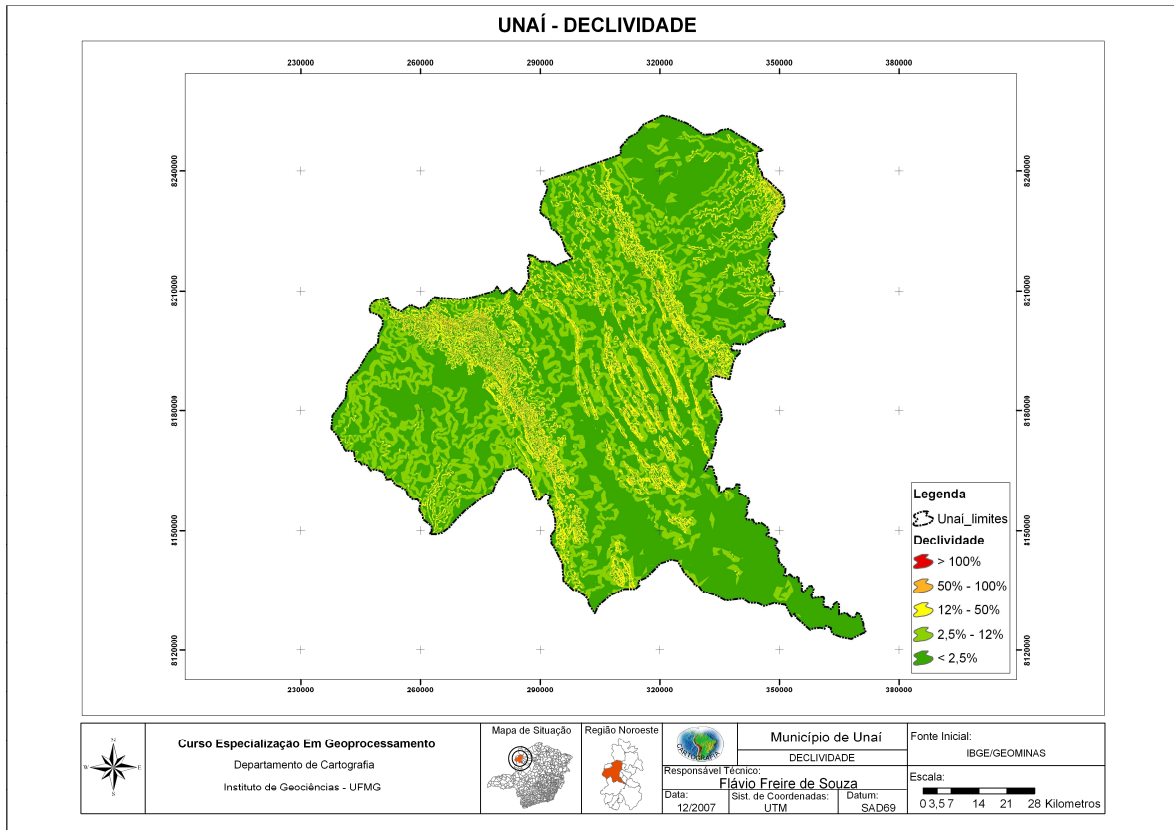 UNAÍ - DECLIVIDADE
230000 260000 290000 320000 350000 380000
8240000 8240000
8210000 8210000
8180000 8180000
8150000 8150000
8120000 8120000
230000 260000 290000 320000 350000 380000
Legenda
Unaí_limites
Declividade
> 100%
50% - 100%
12% - 50%
2,5% - 12%
< 2,5%
N
W E
S
Curso Especialização Em Geoprocessamento
Departamento de Cartografia
Instituto de Geociências - UFMG
Mapa de Situação
Região Noroeste
CARTOGRAFIA
Município de Unaí
DECLIVIDADE
Responsável Técnico:
Flávio Freire de Souza
Data:
12/2007
Sist. de Coordenadas:
UTM
Datum:
SAD69
Fonte Inicial:
IBGE/GEOMINAS
Escala:
0 3,5 7 14 21 28 Kilometros